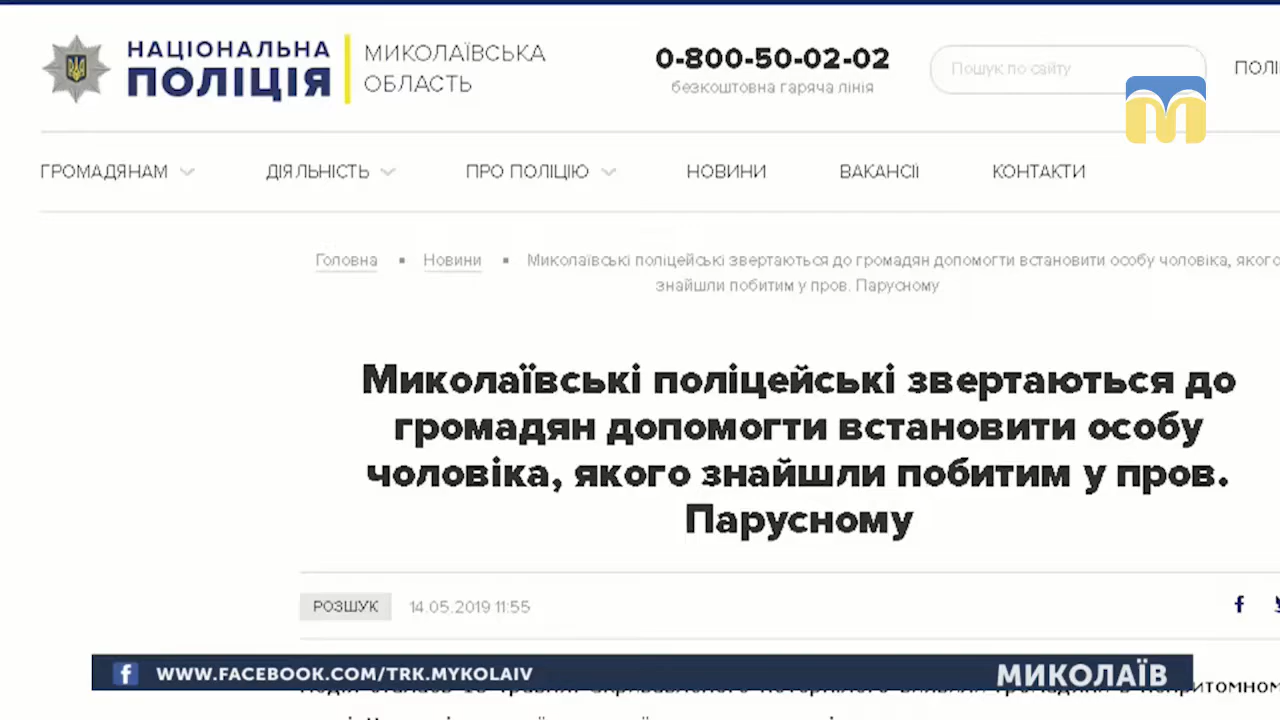 НАЦІОНАЛЬНА
ПОЛІЦІЯ
МИКОЛАЇВСЬКА
ОБЛАСТЬ
0-800-50-02-02
безкоштовна гаряча лінія
Пошук по сайту
ГРОМАДЯНАМ ДІЯЛЬНІСТЬ ПРО ПОЛІЦІЮ НОВИНИ ВАКАНСІЇ КОНТАКТИ
Головна ▪ Новини ▪ Миколаївські поліцейські звертаються до громадян допомогти встановити особу чоловіка, якого
знайшли побитим у пров. Парусному
Миколаївські поліцейські звертаються до
громадян допомогти встановити особу
чоловіка, якого знайшли побитим у пров.
Парусному
РОЗШУК 14.05.2019 11:55
WWW.FACEBOOK.COM/TRK.MYKOLAIV
МИКОЛАЇВ